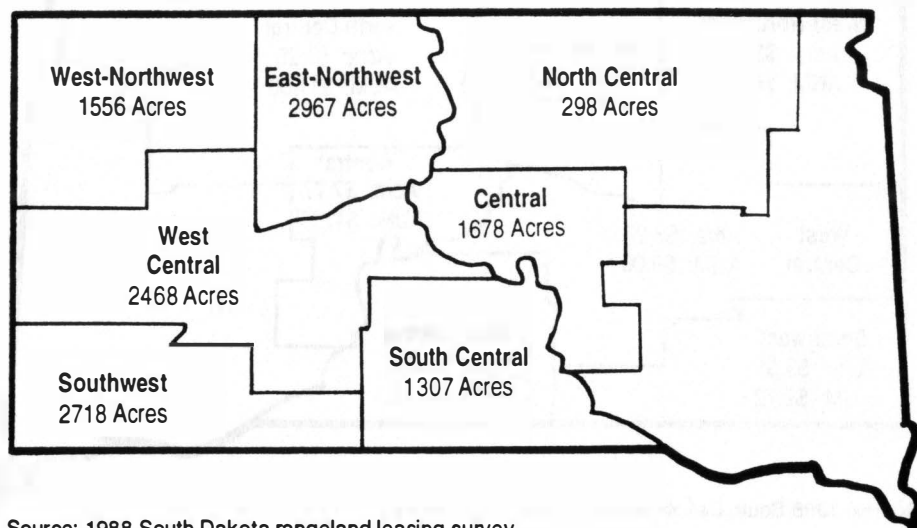 West-Northwest
1556 Acres
East-Northwest
2967 Acres
North Central
298 Acres
Central
1678 Acres
West
Central
2468 Acres
South Central
1307 Acres
Southwest
2718 Acres
Source: 1988 South Dakota rangeland leasing survey